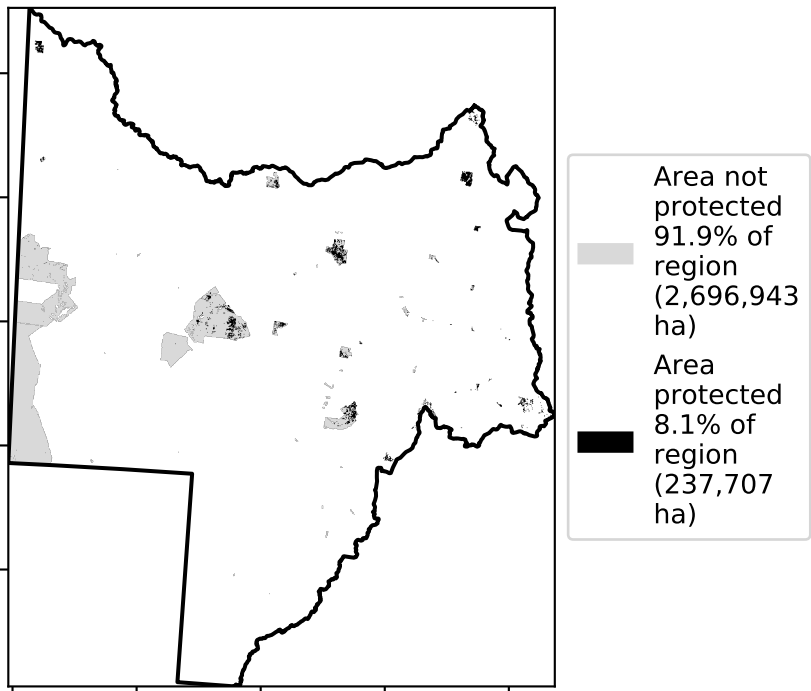 Area not
protected
91.9% of
region
(2,696,943
ha)
Area
protected
8.1% of
region
(237,707
ha)